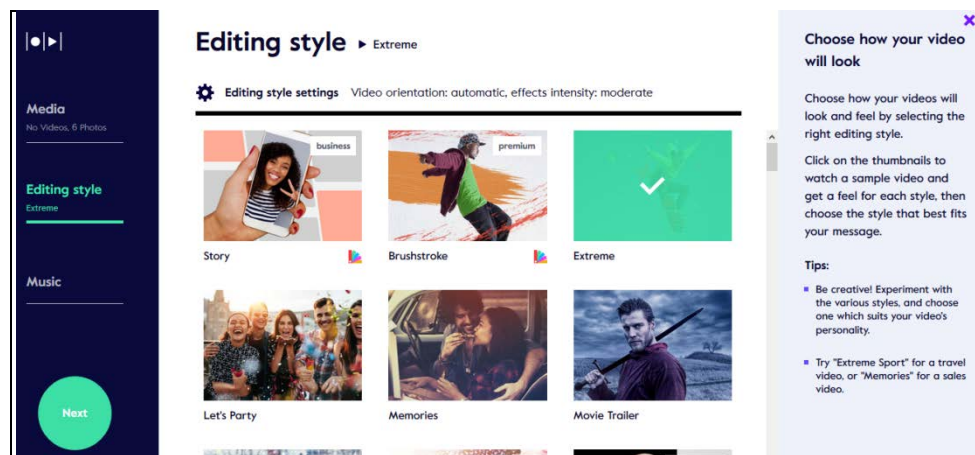 Media
No Videos, 6 Photos
Editing style
Extreme
Music
Next
Editing style ▸ Extreme
Editing style settings Video orientation: automatic, effects intensity: moderate
business
premium
Story
Brushstroke
Extreme
Let's Party
Memories
Movie Trailer
Choose how your video
will look
Choose how your videos will
look and feel by selecting the
right editing style.
Click on the thumbnails to
watch a sample video and
get a feel for each style, then
choose the style that best fits
your message.
Tips:
Be creative! Experiment with
the various styles, and choose
one which suits your video's
personality.
Try "Extreme Sport" for a travel
video, or "Memories" for a sales
video.